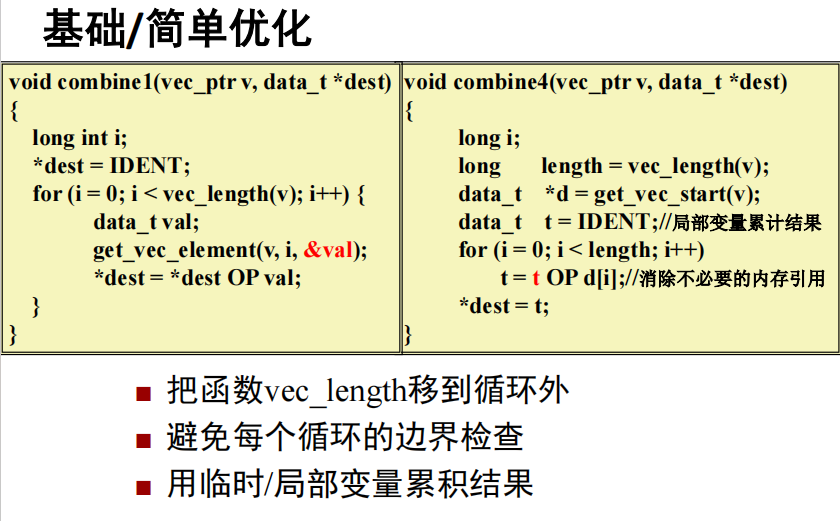 基础/简单优化
void combine1(vec_ptr v, data_t *dest)
{
long int i;
*dest = IDENT;
for (i = 0; i < vec_length(v); i++) {
data_t val;
get_vec_element(v, i, &val);
*dest = *dest OP val;
}
}
void combine4(vec_ptr v, data_t *dest)
{
long i;
long length = vec_length(v);
data_t *d = get_vec_start(v);
data_t t = IDENT;//局部变量累计结果
for (i = 0; i < length; i++)
t = t OP d[i];//消除不必要的内存引用
*dest = t;
}
■ 把函数vec_length移到循环外
■ 避免每个循环的边界检查
■ 用临时/局部变量累积结果